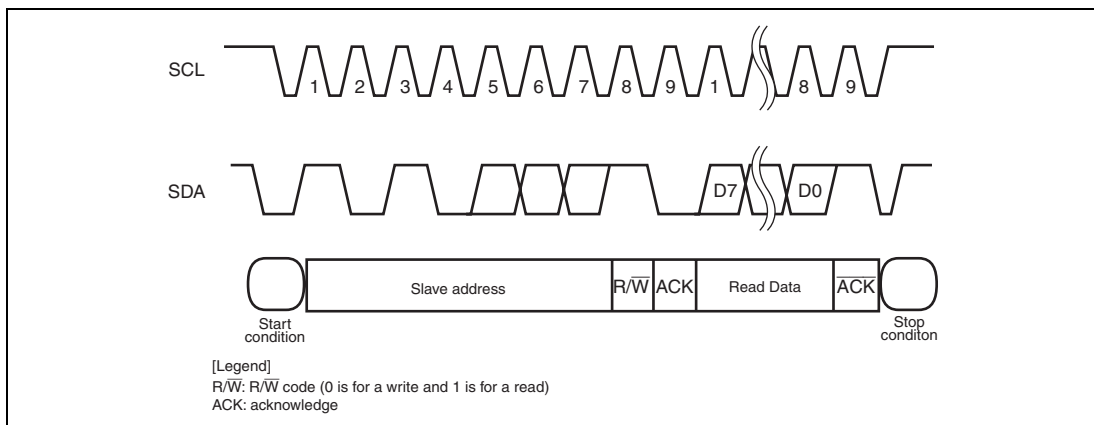 SCL
1 2 3 4 5 6 7 8 9 1 8 9
SDA
D7 D0
Slave address R/W̅ ACK Read Data A̅C̅K̅
Start
condition
Stop
conditon
[Legend]
R/W̅: R/W̅ code (0 is for a write and 1 is for a read)
ACK: acknowledge